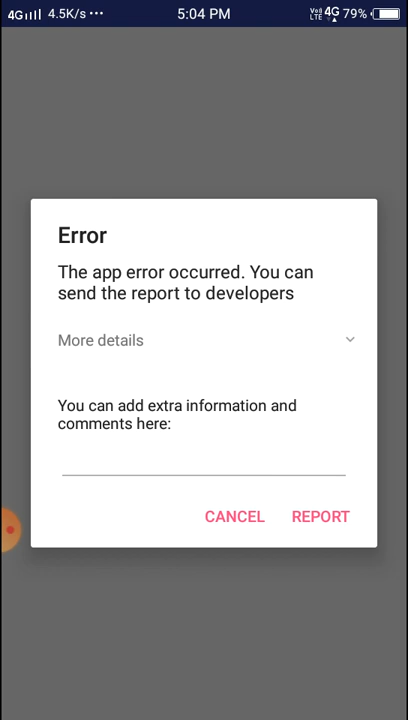 4G 4.5K/s ••• 5:04 PM VoLTE 4G 79%
Error
The app error occurred. You can
send the report to developers
More details
You can add extra information and
comments here:
CANCEL REPORT